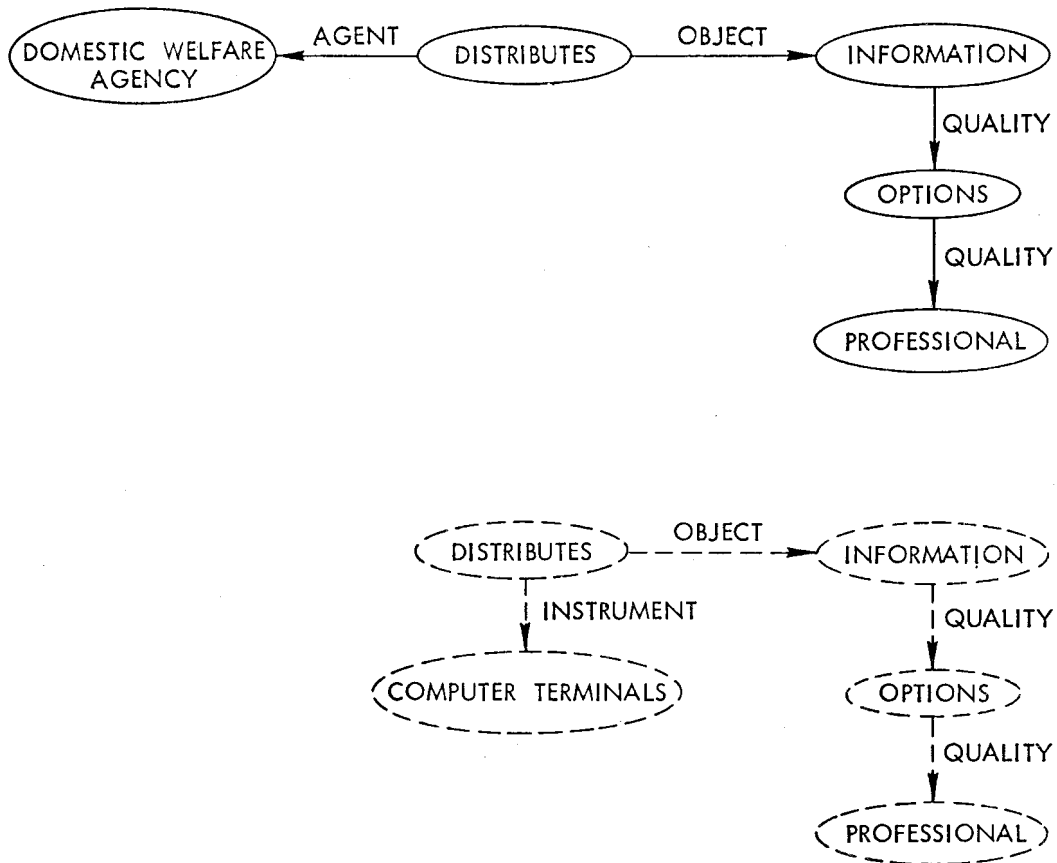 DOMESTIC WELFARE
AGENCY
AGENT
DISTRIBUTES
OBJECT
INFORMATION
QUALITY
OPTIONS
QUALITY
PROFESSIONAL
DISTRIBUTES
OBJECT
INFORMATION
INSTRUMENT
QUALITY
COMPUTER TERMINALS
OPTIONS
QUALITY
PROFESSIONAL